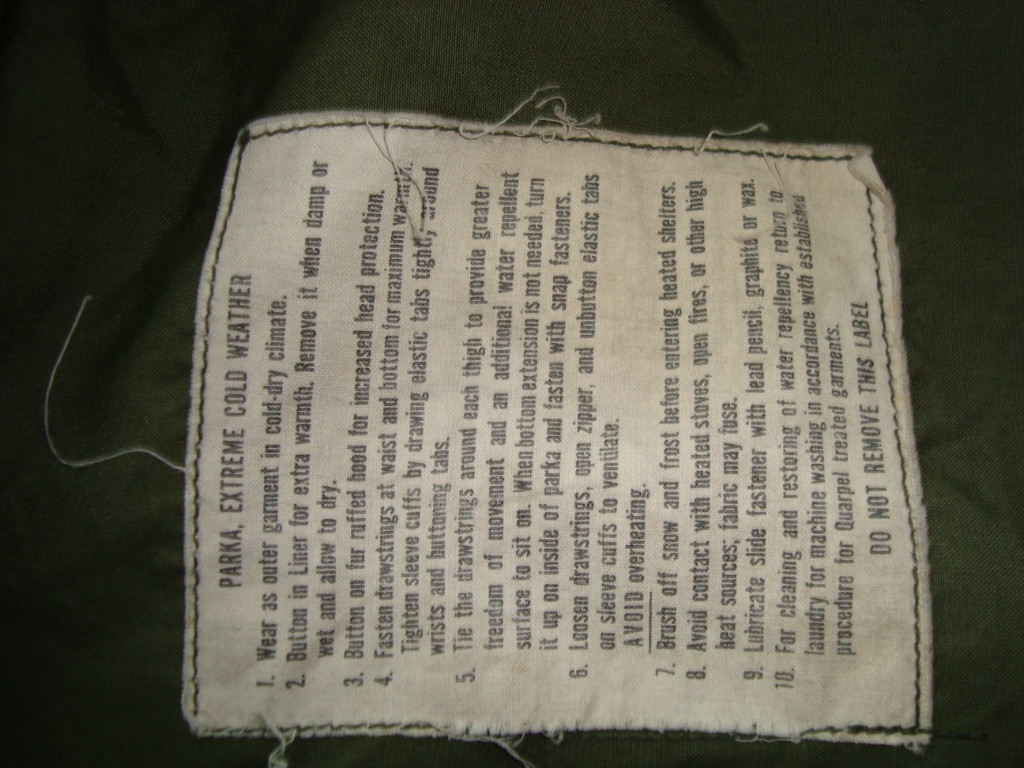 PARKA, EXTREME COLD WEATHER
1. Wear as outer garment in cold-dry climate.
2. Button in Liner for extra warmth. Remove it when damp or
wet and allow to dry.
3. Button on fur ruffed hood for increased head protection.
4. Fasten drawstrings at waist and bottom for maximum warmth.
Tighten sleeve cuffs by drawing elastic tabs tightly around
wrists and buttoning tabs.
5. Tie the drawstrings around each thigh to provide greater
freedom of movement and an additional water repellent
surface to sit on. When bottom extension is not needed, turn
it up on inside of parka and fasten with snap fasteners.
6. Loosen drawstrings, open zipper, and unbutton elastic tabs
on sleeve cuffs to ventilate.
AVOID overheating.
7. Brush off snow and frost before entering heated shelters.
8. Avoid contact with heated stoves, open fires, or other high
heat sources; fabric may fuse.
9. Lubricate slide fastener with lead pencil, graphite or wax.
10. For cleaning and restoring of water repellency return to
laundry for machine washing in accordance with established
procedure for Quarpel treated garments.
DO NOT REMOVE THIS LABEL